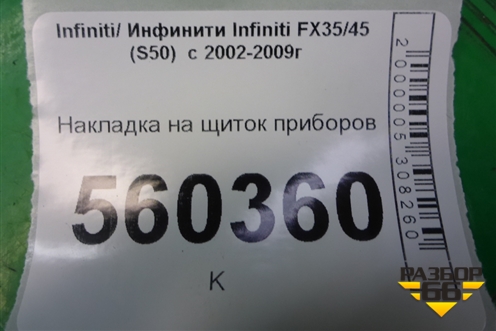 Infiniti/ Инфинити Infiniti FX35/45
(S50) с 2002-2009г
Накладка на щиток приборов
560360
К
2000005308260
РАЗБОР
66